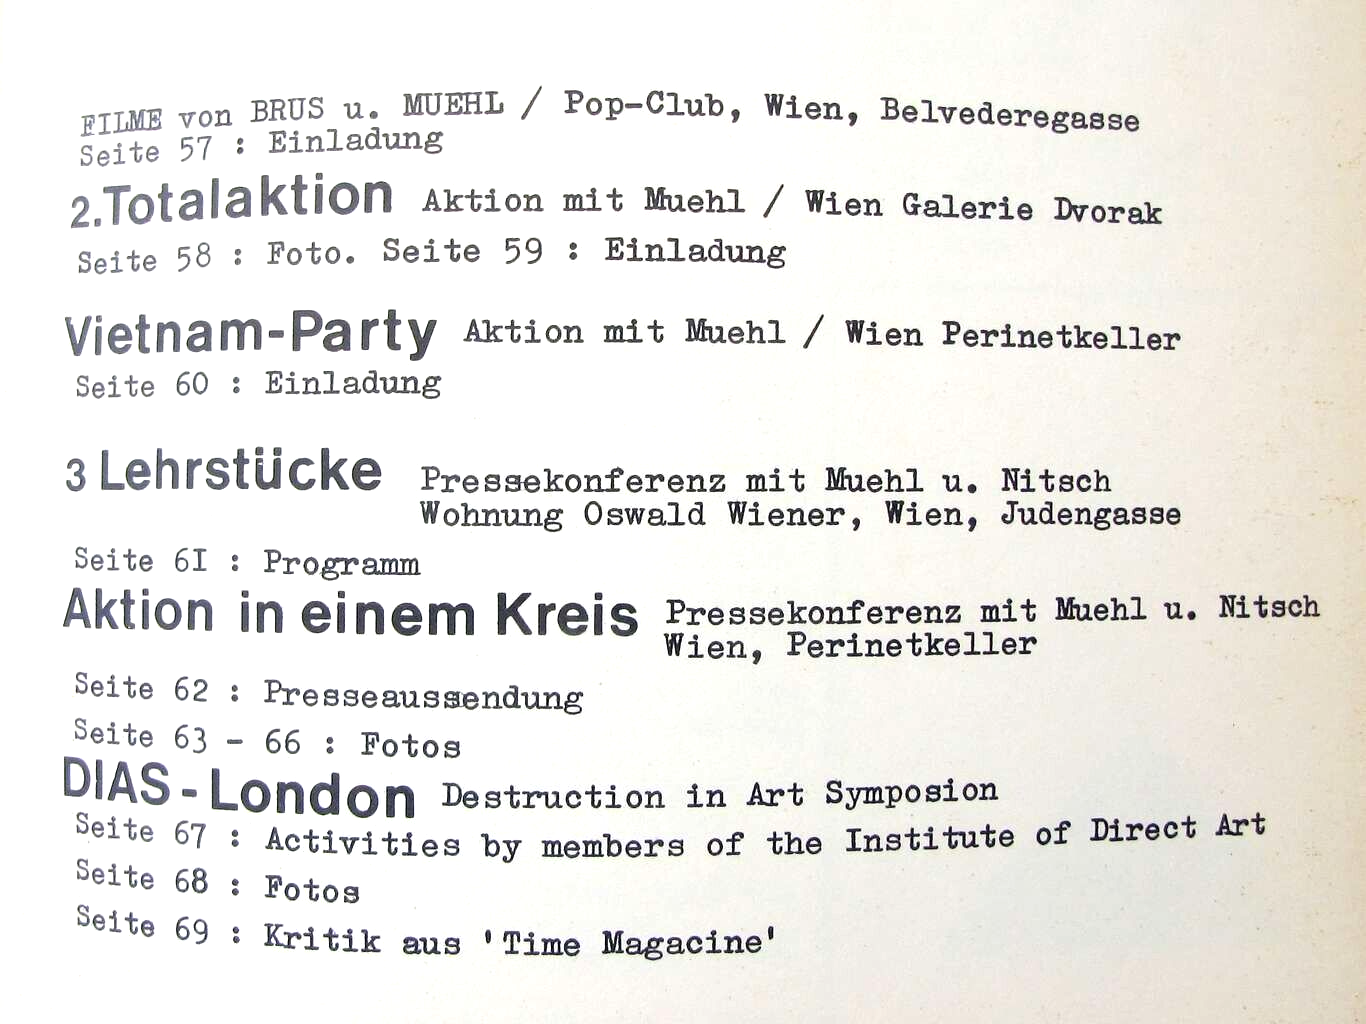 FILME von BRUS u. MUEHL / Pop-Club, Wien, Belvederegasse
Seite 57 : Einladung
2.Totalaktion Aktion mit Muehl / Wien Galerie Dvorak
Seite 58 : Foto. Seite 59 : Einladung
Vietnam-Party Aktion mit Muehl / Wien Perinetkeller
Seite 60 : Einladung
3 Lehrstücke Pressekonferenz mit Muehl u. Nitsch
Wohnung Oswald Wiener, Wien, Judengasse
Seite 6I : Programm
Aktion in einem Kreis Pressekonferenz mit Muehl u. Nitsch
Wien, Perinetkeller
Seite 62 : Presseaussendung
Seite 63 - 66 : Fotos
DIAS-London Destruction in Art Symposion
Seite 67 : Activities by members of the Institute of Direct Art
Seite 68 : Fotos
Seite 69 : Kritik aus 'Time Magacine'